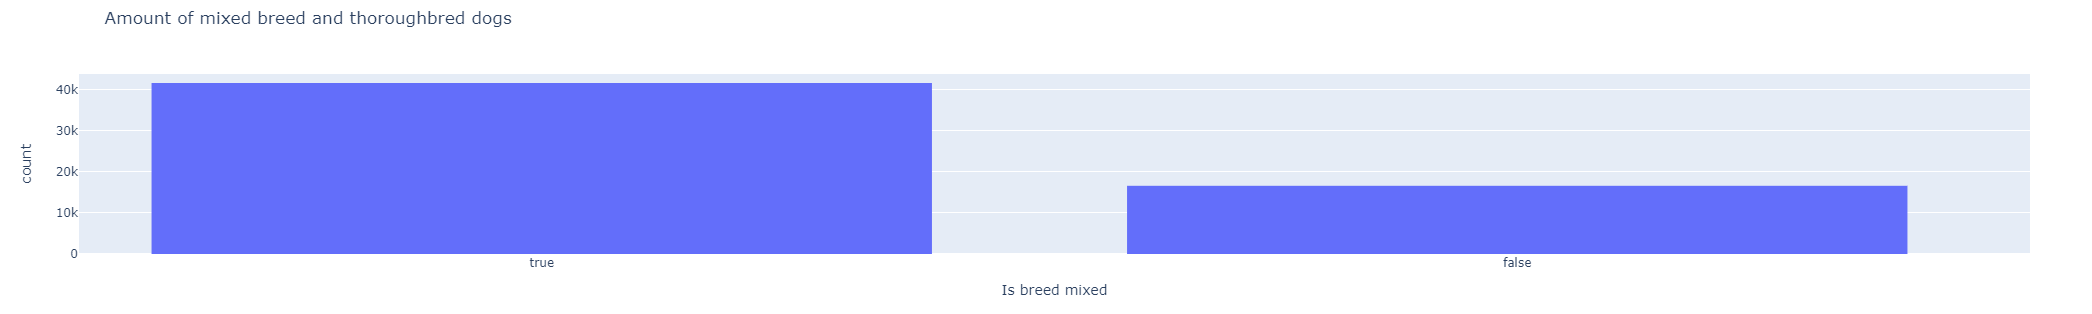 Amount of mixed breed and thoroughbred dogs
count
40k
30k
20k
10k
0
true
false
Is breed mixed